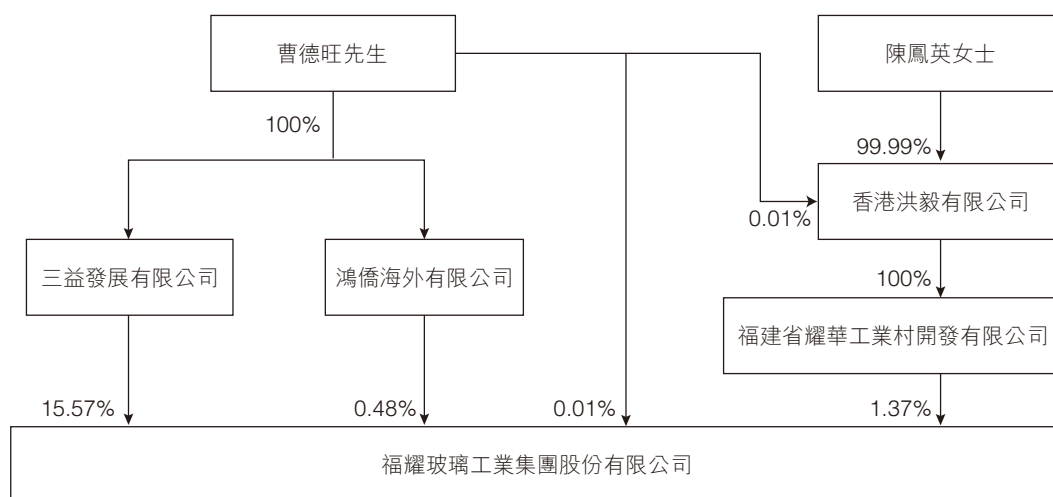 曹德旺先生
陳鳳英女士
100%
99.99%
香港洪毅有限公司
0.01%
三益發展有限公司
鴻僑海外有限公司
100%
福建省耀華工業村開發有限公司
15.57%
0.48%
0.01%
1.37%
福耀玻璃工業集團股份有限公司